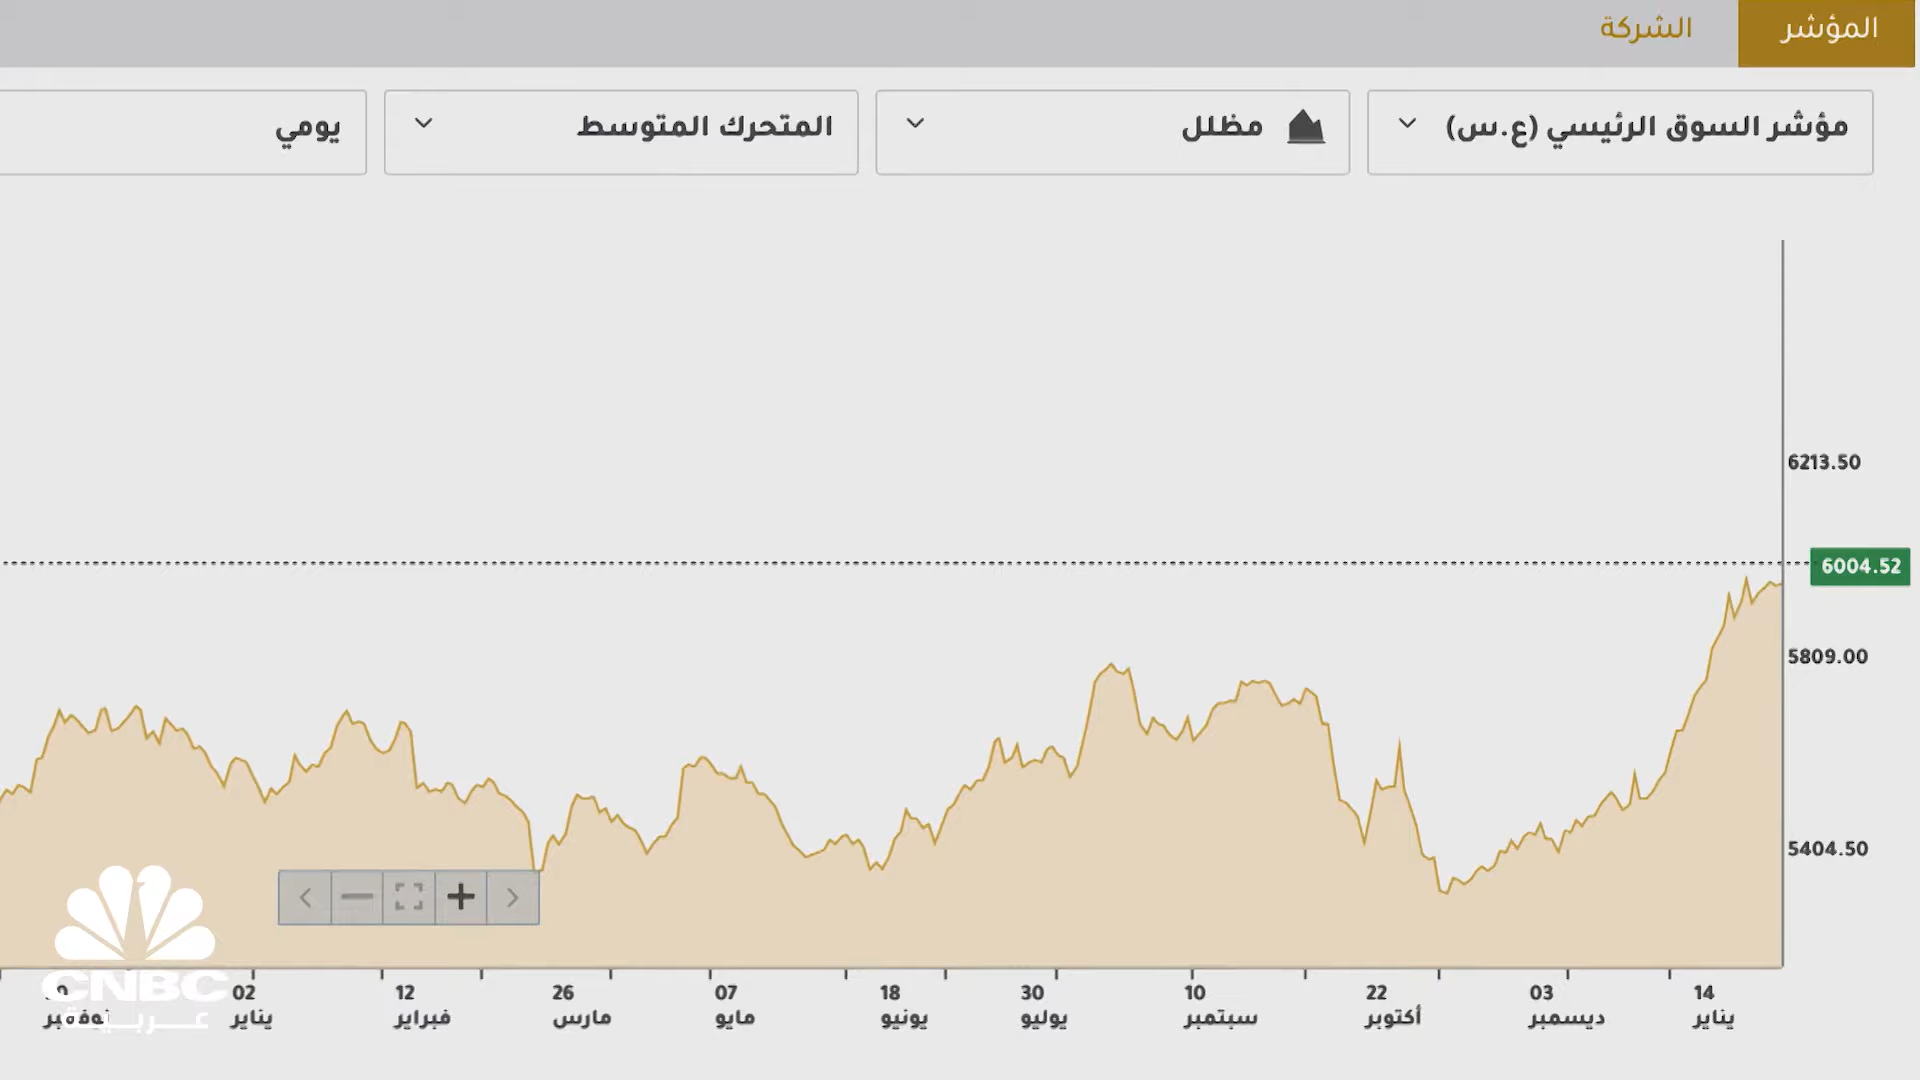 المؤشر الشركة
مؤشر السوق الرئيسي (ع.س) مظلل المتحرك المتوسط يومي
6213.50
6004.52
5809.00
5404.50
02 12 26 07 18 30 10 22 03 14
نوفمبر يناير فبراير مارس مايو يونيو يوليو سبتمبر أكتوبر ديسمبر يناير
CNBC
عربية